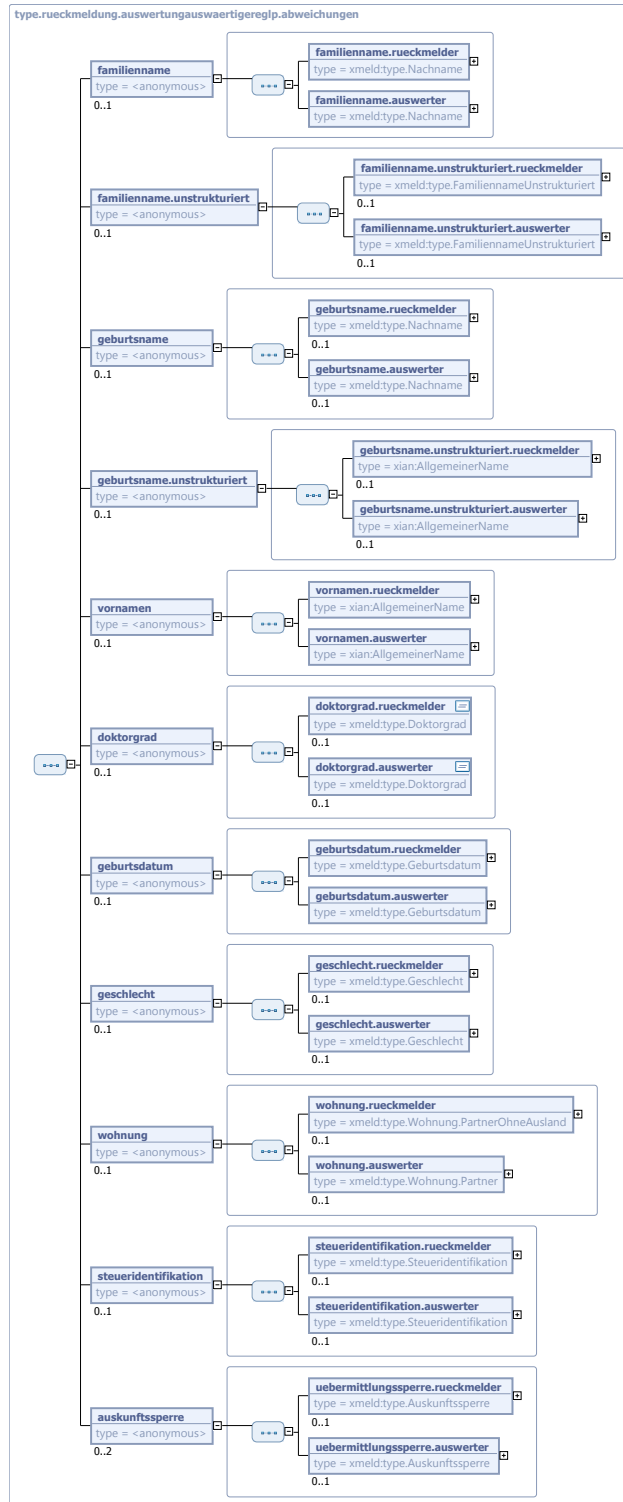 type.rueckmeldung.auswertungauswaertigereglp.abweichungen
familienname
type = <anonymous>
0..1
familienname.rueckmelder
type = xmeld:type.Nachname
familienname.auswerter
type = xmeld:type.Nachname
familienname.unstrukturiert
type = <anonymous>
0..1
familienname.unstrukturiert.rueckmelder
type = xmeld:type.FamiliennameUnstrukturiert
0..1
familienname.unstrukturiert.auswerter
type = xmeld:type.FamiliennameUnstrukturiert
0..1
geburtsname
type = <anonymous>
0..1
geburtsname.rueckmelder
type = xmeld:type.Nachname
0..1
geburtsname.auswerter
type = xmeld:type.Nachname
0..1
geburtsname.unstrukturiert
type = <anonymous>
0..1
geburtsname.unstrukturiert.rueckmelder
type = xian:AllgemeinerName
0..1
geburtsname.unstrukturiert.auswerter
type = xian:AllgemeinerName
0..1
vornamen
type = <anonymous>
0..1
vornamen.rueckmelder
type = xian:AllgemeinerName
vornamen.auswerter
type = xian:AllgemeinerName
doktorgrad
type = <anonymous>
0..1
doktorgrad.rueckmelder
type = xmeld:type.Doktorgrad
0..1
doktorgrad.auswerter
type = xmeld:type.Doktorgrad
0..1
geburtsdatum
type = <anonymous>
0..1
geburtsdatum.rueckmelder
type = xmeld:type.Geburtsdatum
geburtsdatum.auswerter
type = xmeld:type.Geburtsdatum
geschlecht
type = <anonymous>
0..1
geschlecht.rueckmelder
type = xmeld:type.Geschlecht
0..1
geschlecht.auswerter
type = xmeld:type.Geschlecht
0..1
wohnung
type = <anonymous>
0..1
wohnung.rueckmelder
type = xmeld:type.Wohnung.PartnerOhneAusland
0..1
wohnung.auswerter
type = xmeld:type.Wohnung.Partner
0..1
steueridentifikation
type = <anonymous>
0..1
steueridentifikation.rueckmelder
type = xmeld:type.Steueridentifikation
0..1
steueridentifikation.auswerter
type = xmeld:type.Steueridentifikation
0..1
auskunftssperre
type = <anonymous>
0..2
uebermittlungssperre.rueckmelder
type = xmeld:type.Auskunftssperre
0..1
uebermittlungssperre.auswerter
type = xmeld:type.Auskunftssperre
0..1